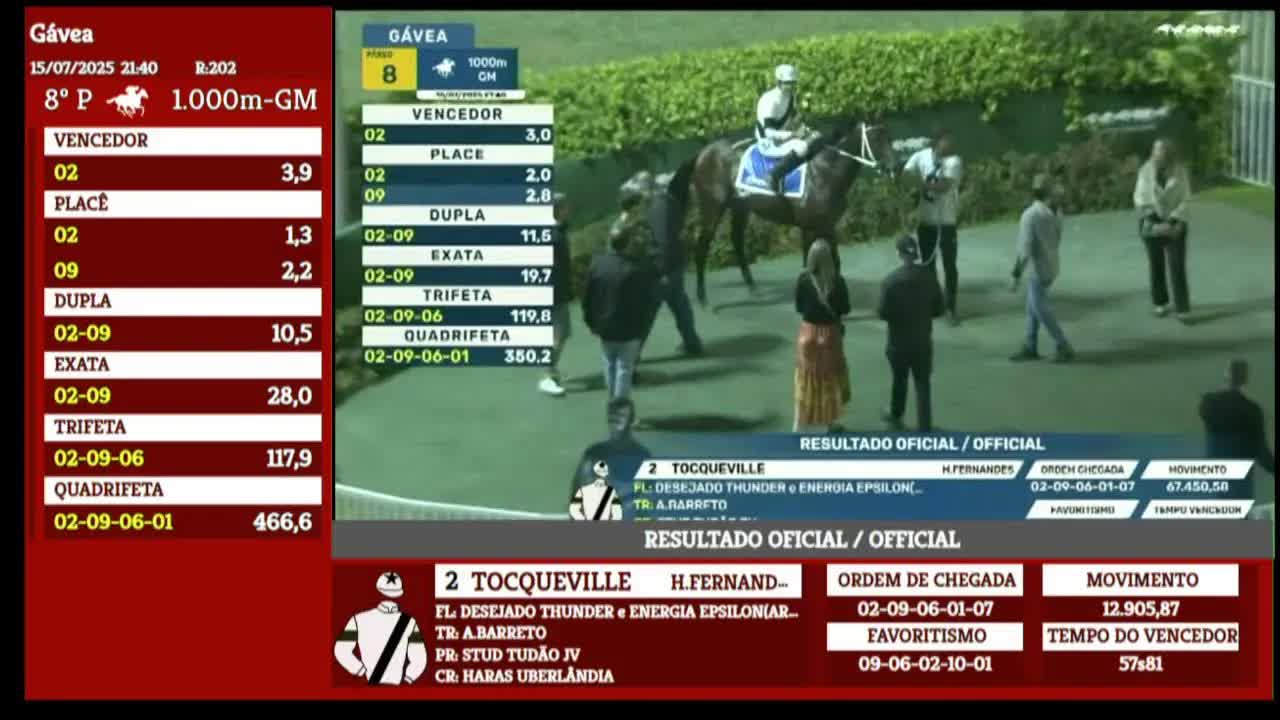 Gávea
15/07/2025 21:40 R:202
8º P 1.000m-GM
VENCEDOR
02 3,9
PLACÊ
02 1,3
09 2,2
DUPLA
02-09 10,5
EXATA
02-09 28,0
TRIFETA
02-09-06 117,9
QUADRIFETA
02-09-06-01 466,6
GÁVEA
PÁREO
8
1000m
GM
VENCEDOR
02 3,0
PLACE
02 2,0
09 2,8
DUPLA
02-09 11,5
EXATA
02-09 19,7
TRIFETA
02-09-06 119,8
QUADRIFETA
02-09-06-01 350,2
RESULTADO OFICIAL / OFFICIAL
2 TOCQUEVILLE H.FERNANDES
FL: DESEJADO THUNDER e ENERGIA EPSILON(...
TR: A.BARRETO
ORDEM CHEGADA
02-09-06-01-07
FAVORITISMO
MOVIMENTO
67.450,58
TEMPO VENCEDOR
RESULTADO OFICIAL / OFFICIAL
2 TOCQUEVILLE H.FERNAND...
FL: DESEJADO THUNDER e ENERGIA EPSILON(AR...
TR: A.BARRETO
PR: STUD TUDÃO JV
CR: HARAS UBERLÂNDIA
ORDEM DE CHEGADA
02-09-06-01-07
FAVORITISMO
09-06-02-10-01
MOVIMENTO
12.905,87
TEMPO DO VENCEDOR
57s81